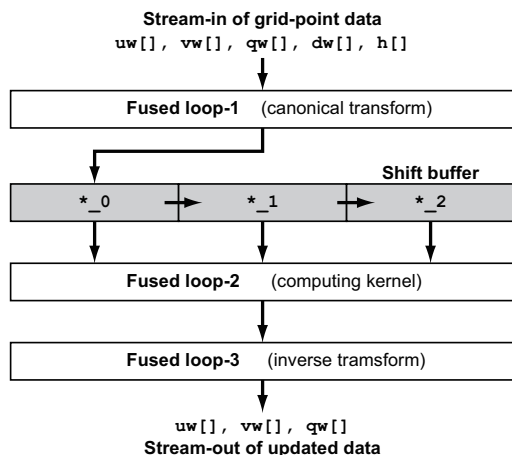 Stream-in of grid-point data
uw[], vw[], qw[], dw[], h[]
Fused loop-1 (canonical transform)
Shift buffer
*_0 *_1 *_2
Fused loop-2 (computing kernel)
Fused loop-3 (inverse tramsform)
uw[], vw[], qw[]
Stream-out of updated data